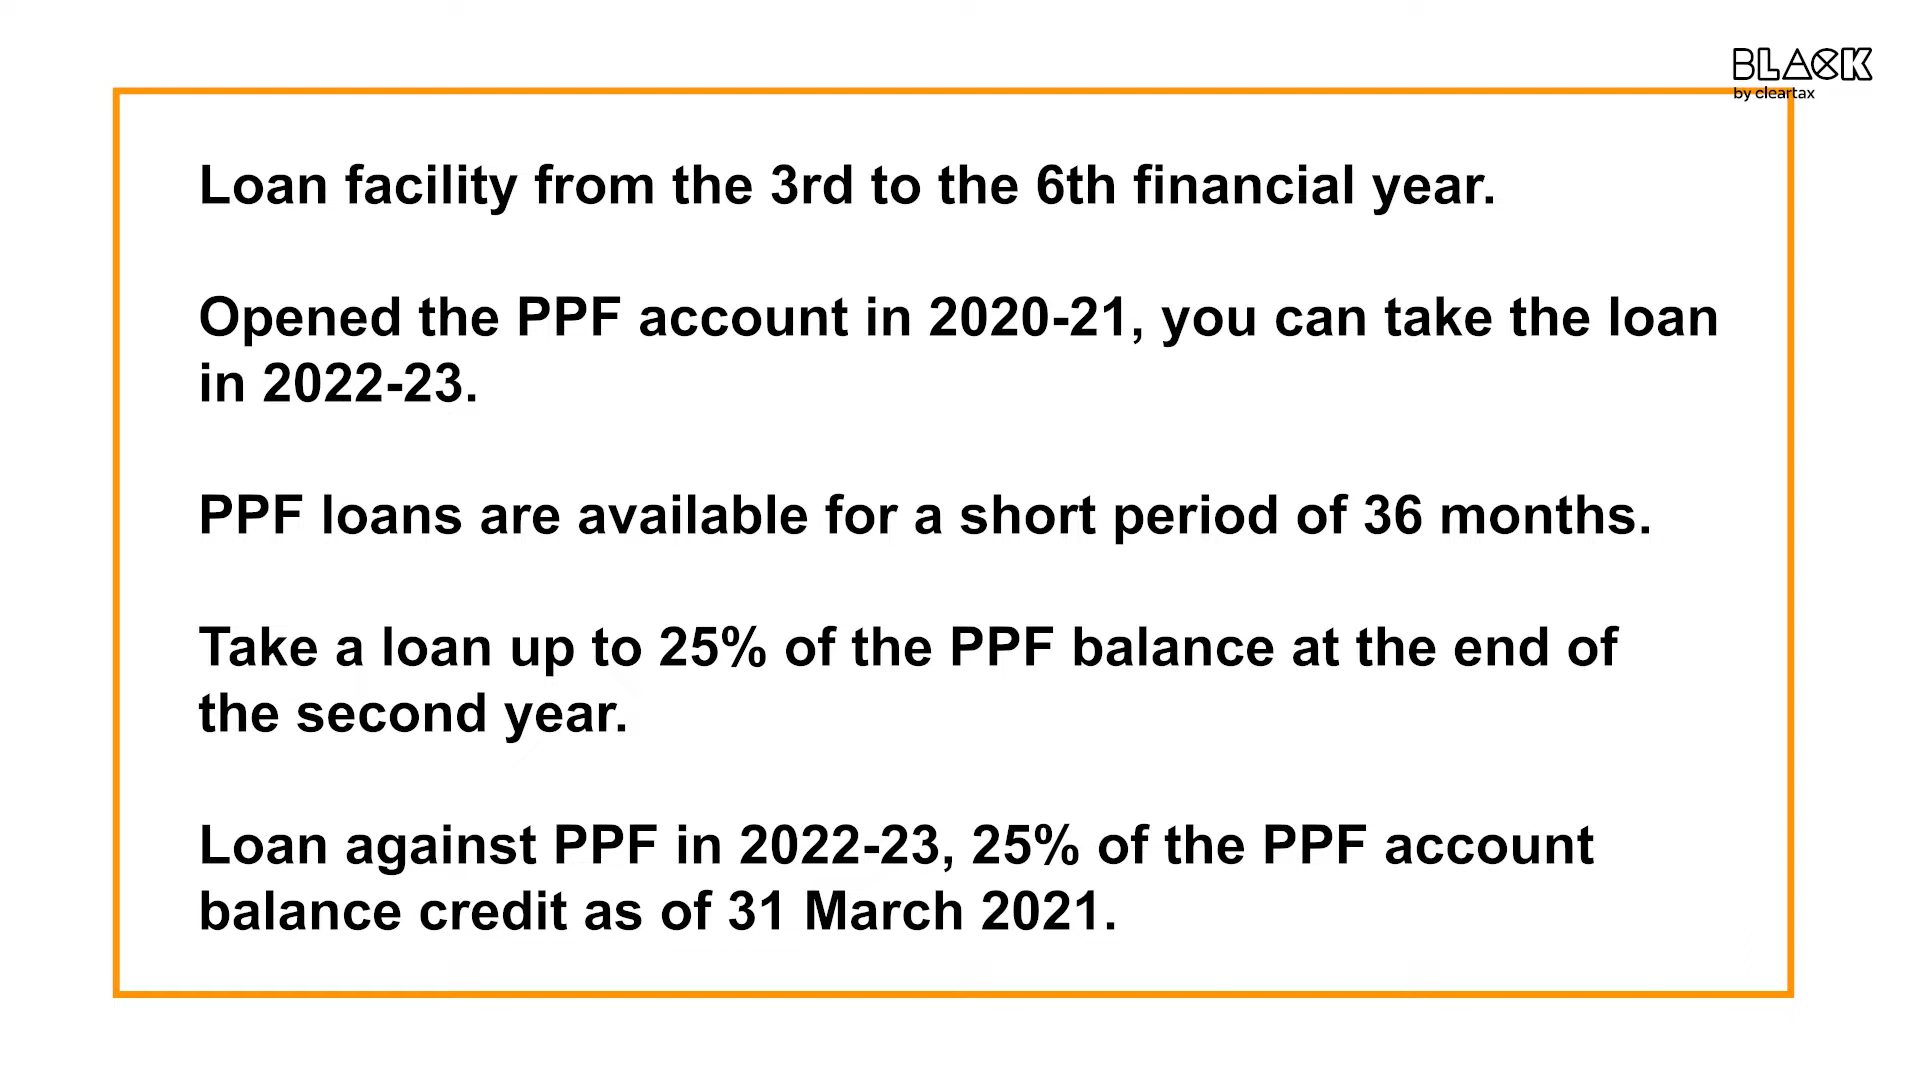 BLACK
by cleartax
Loan facility from the 3rd to the 6th financial year.
Opened the PPF account in 2020-21, you can take the loan
in 2022-23.
PPF loans are available for a short period of 36 months.
Take a loan up to 25% of the PPF balance at the end of
the second year.
Loan against PPF in 2022-23, 25% of the PPF account
balance credit as of 31 March 2021.